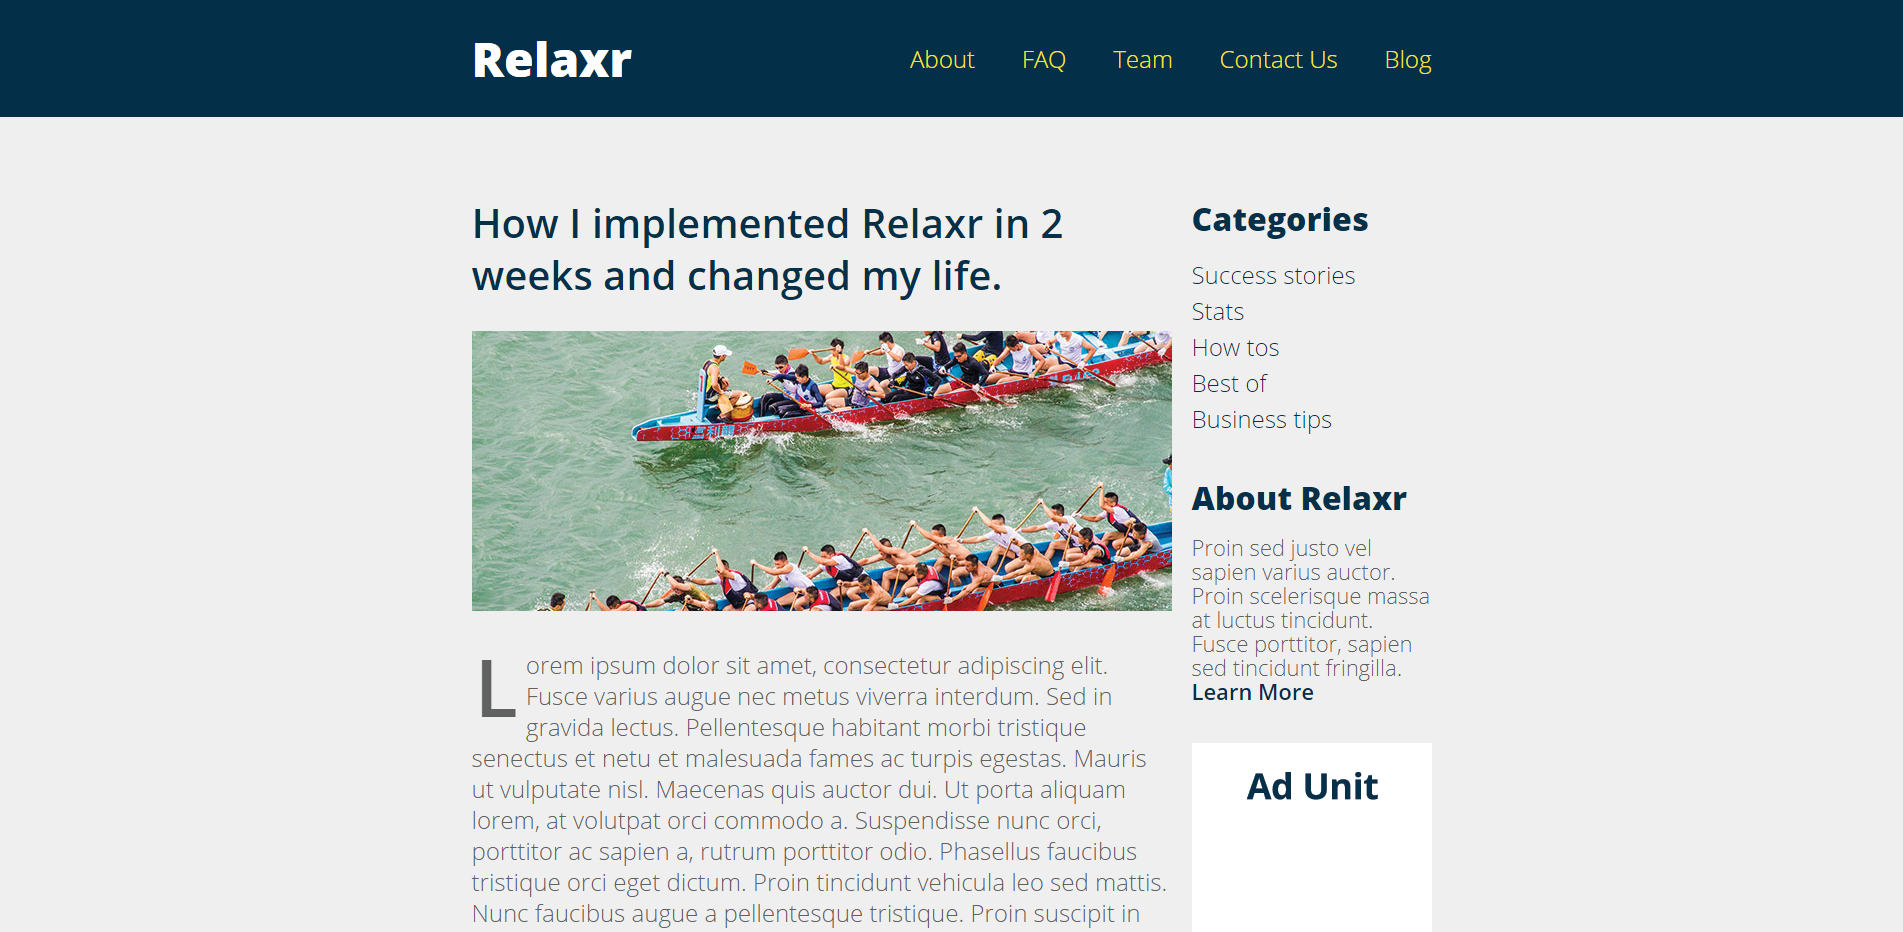 Relaxr
About FAQ Team Contact Us Blog
How I implemented Relaxr in 2
weeks and changed my life.
Lorem ipsum dolor sit amet, consectetur adipiscing elit.
Fusce varius augue nec metus viverra interdum. Sed in
gravida lectus. Pellentesque habitant morbi tristique
senectus et netu et malesuada fames ac turpis egestas. Mauris
ut vulputate nisl. Maecenas quis auctor dui. Ut porta aliquam
lorem, at volutpat orci commodo a. Suspendisse nunc orci,
porttitor ac sapien a, rutrum porttitor odio. Phasellus faucibus
tristique orci eget dictum. Proin tincidunt vehicula leo sed mattis.
Nunc faucibus augue a pellentesque tristique. Proin suscipit in
Categories
Success stories
Stats
How tos
Best of
Business tips
About Relaxr
Proin sed justo vel
sapien varius auctor.
Proin scelerisque massa
at luctus tincidunt.
Fusce porttitor, sapien
sed tincidunt fringilla.
Learn More
Ad Unit